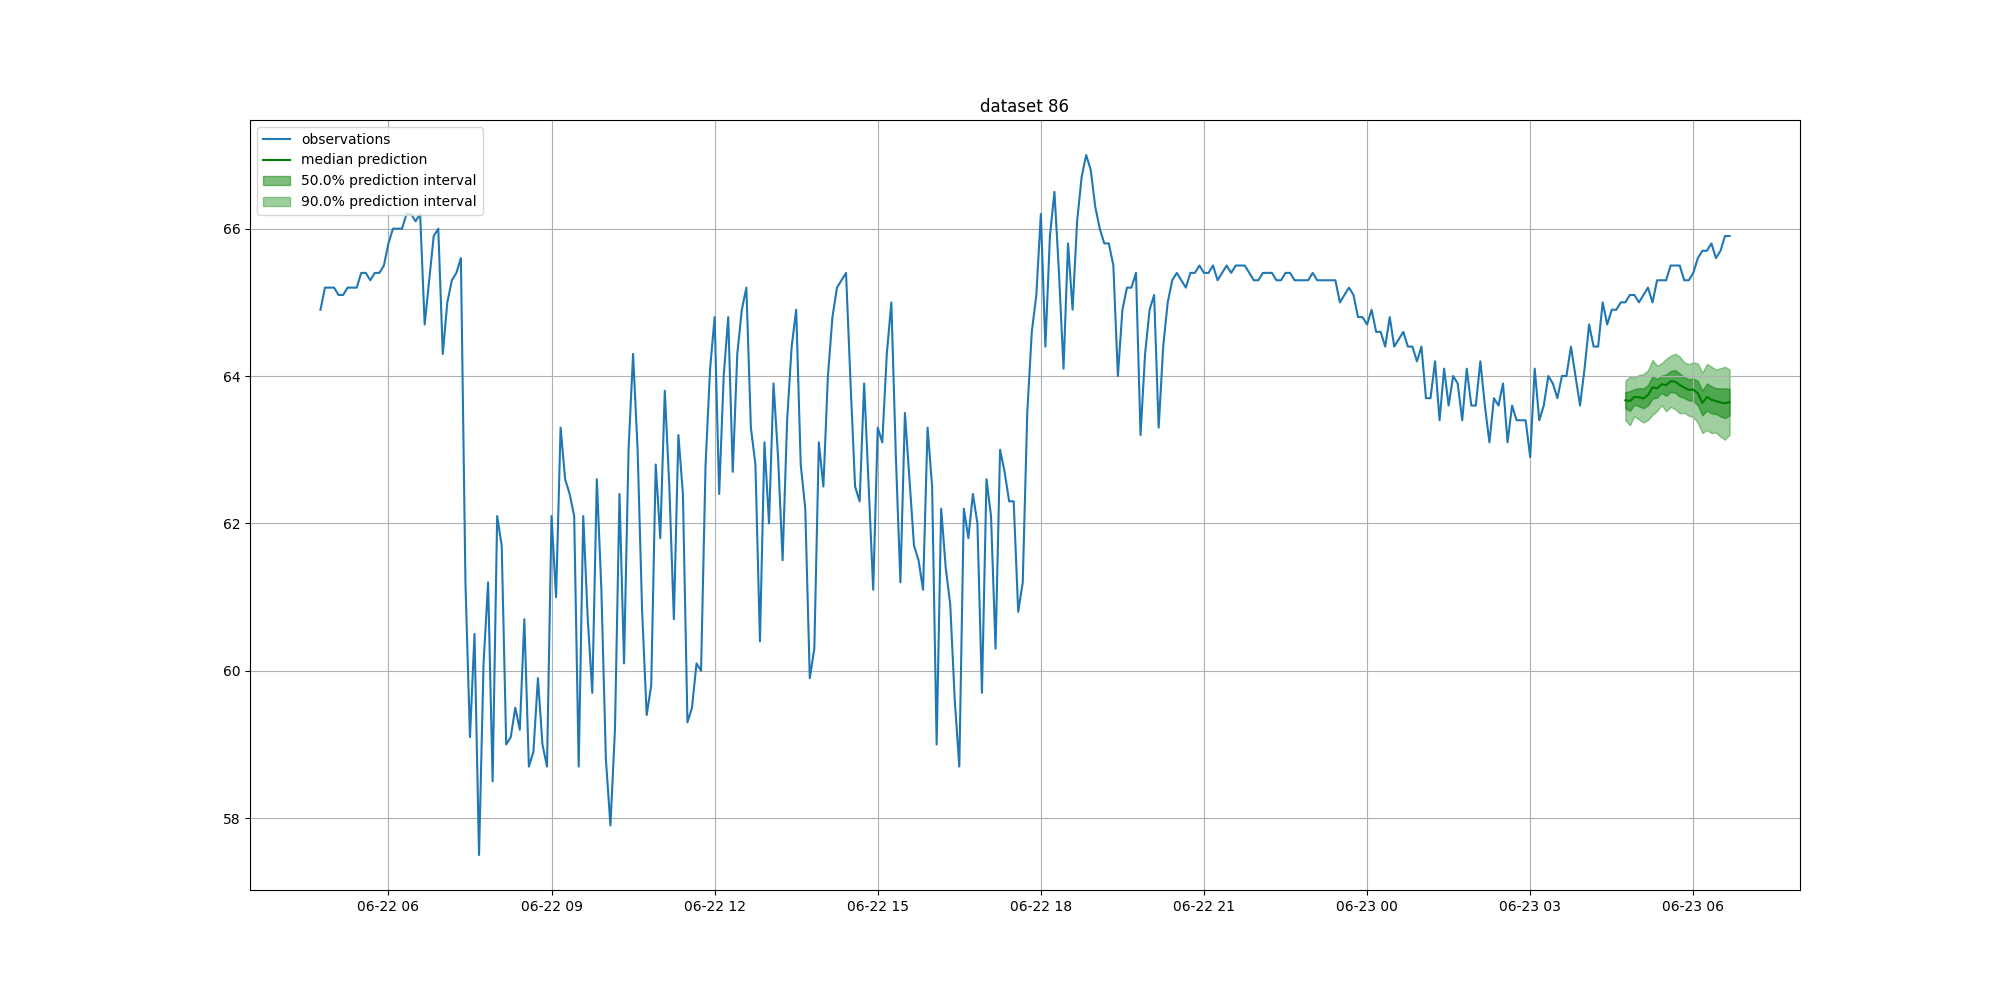 dataset 86
observations
median prediction
50.0% prediction interval
90.0% prediction interval
66
64
62
60
58
06-22 06
06-22 09
06-22 12
06-22 15
06-22 18
06-22 21
06-23 00
06-23 03
06-23 06